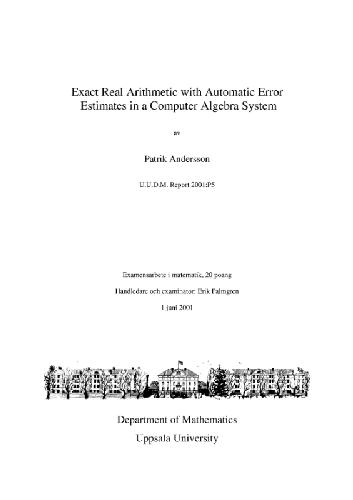 Exact Real Arithmetic with Automatic Error
Estimates in a Computer Algebra System
av
Patrik Andersson
U.U.D.M. Report 2001:P5
Examensarbete i matematik, 20 poäng
Handledare och examinator: Erik Palmgren
1 juni 2001
Department of Mathematics
Uppsala University